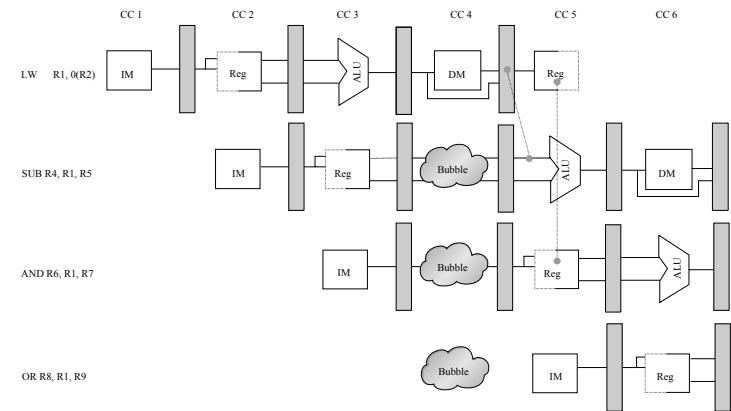 CC 1 CC 2 CC 3 CC 4 CC 5 CC 6
LW R1, 0(R2) IM Reg ALU DM Reg
SUB R4, R1, R5 IM Reg Bubble ALU DM
AND R6, R1, R7 IM Bubble Reg ALU
OR R8, R1, R9 Bubble IM Reg